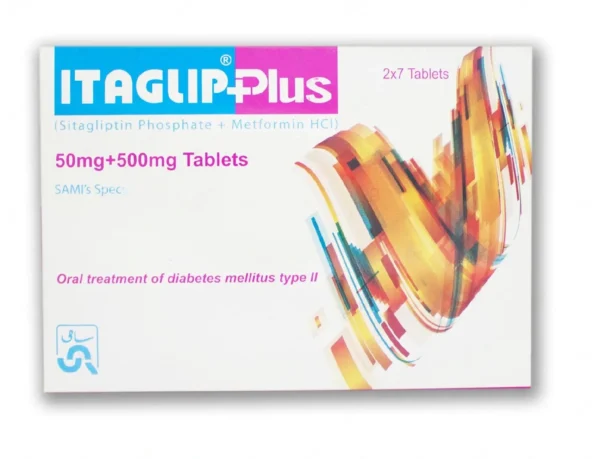 ITAGLIP+Plus®
2x7 Tablets
(Sitagliptin Phosphate + Metformin HCl)
50mg+500mg Tablets
SAMI's Spec:
Oral treatment of diabetes mellitus type II
سامی